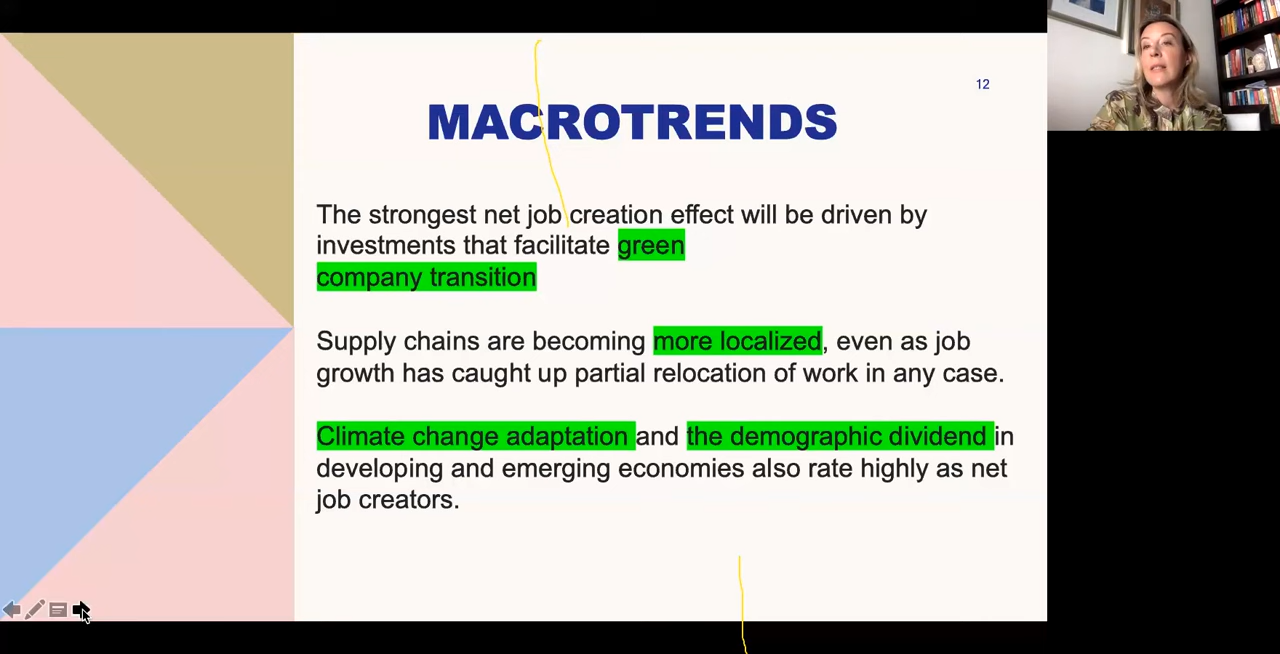 12
MACROTRENDS
The strongest net job creation effect will be driven by
investments that facilitate green
company transition
Supply chains are becoming more localized, even as job
growth has caught up partial relocation of work in any case.
Climate change adaptation and the demographic dividend in
developing and emerging economies also rate highly as net
job creators.